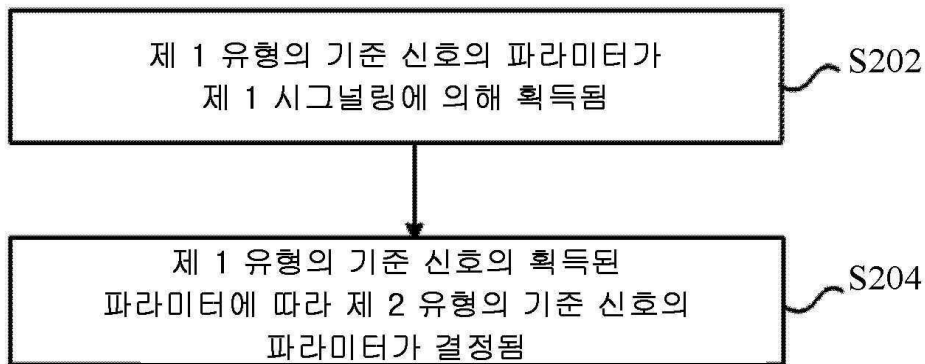 제 1 유형의 기준 신호의 파라미터가
제 1 시그널링에 의해 획득됨
S202
제 1 유형의 기준 신호의 획득된
파라미터에 따라 제 2 유형의 기준 신호의
파라미터가 결정됨
S204